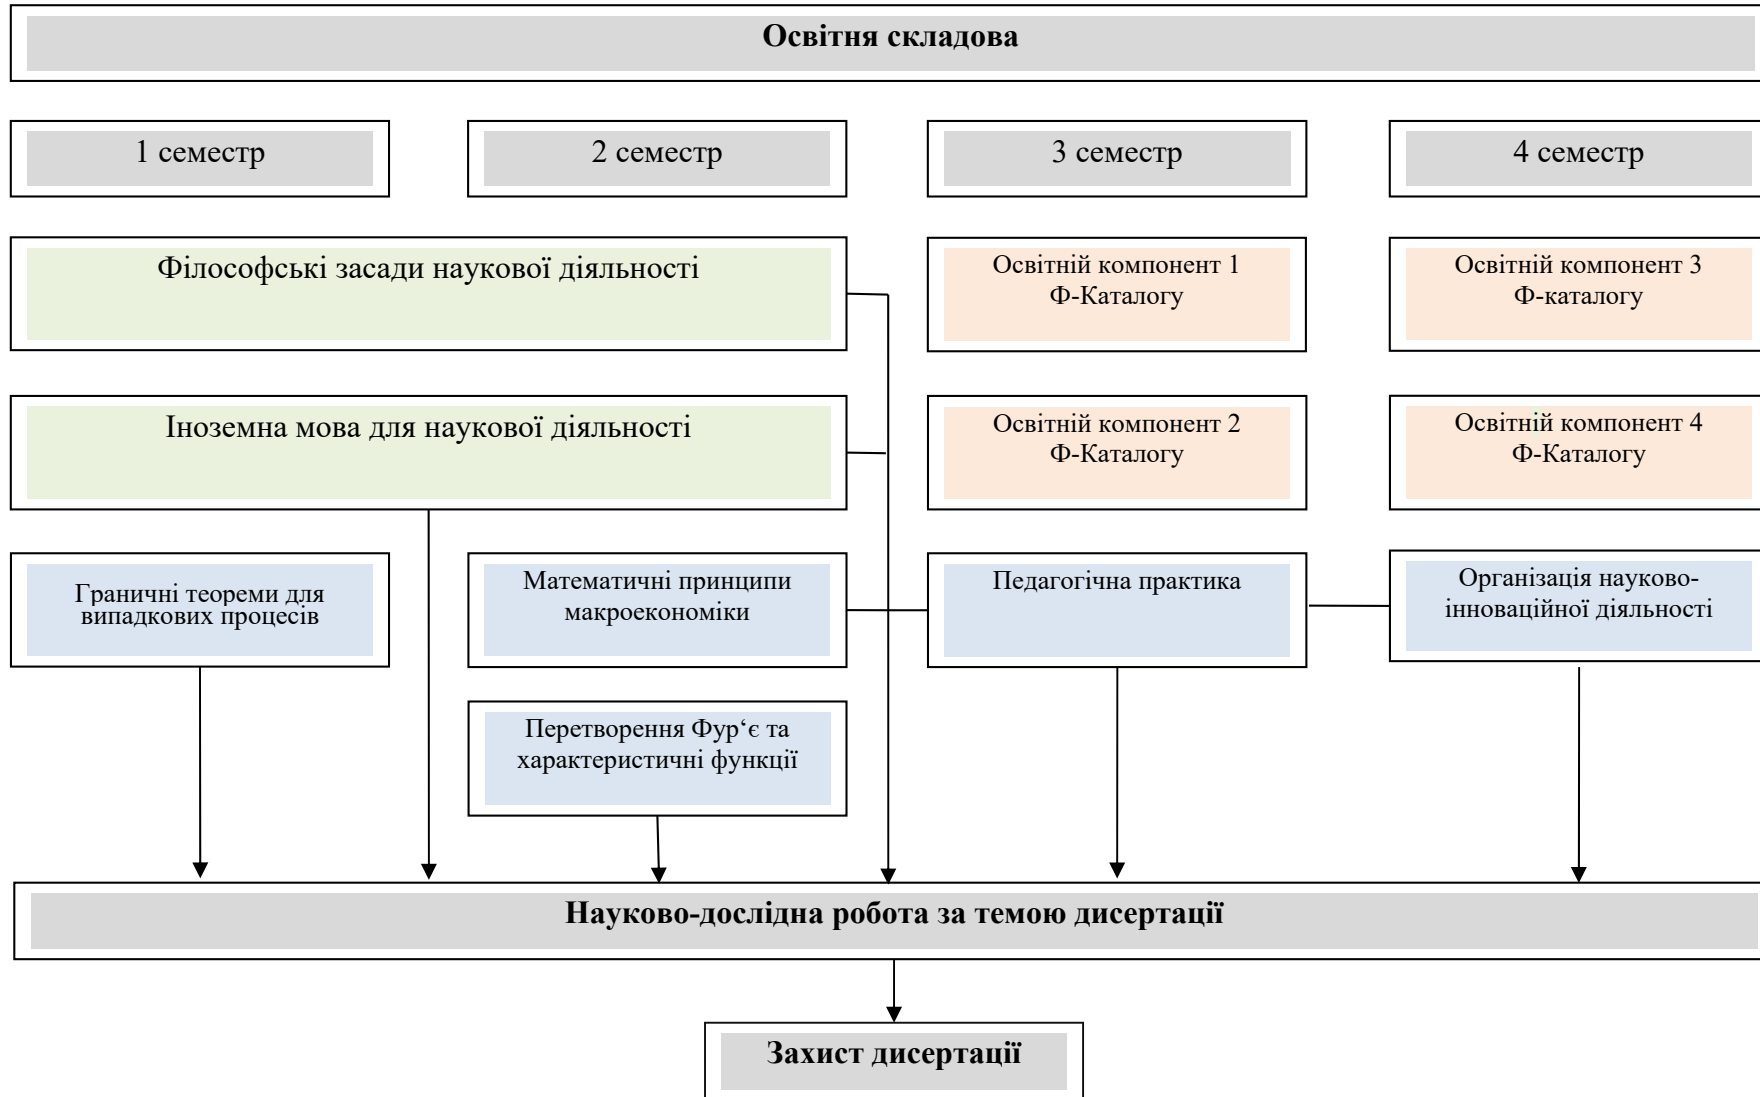 Освітня складова
1 семестр
2 семестр
3 семестр
4 семестр
Філософські засади наукової діяльності
Освітній компонент 1
Ф-Каталогу
Освітній компонент 3
Ф-каталогу
Іноземна мова для наукової діяльності
Освітній компонент 2
Ф-Каталогу
Освітній компонент 4
Ф-Каталогу
Граничні теореми для
випадкових процесів
Математичні принципи
макроекономіки
Педагогічна практика
Організація науково-
інноваційної діяльності
Перетворення Фур‘є та
характеристичні функції
Науково-дослідна робота за темою дисертації
Захист дисертації